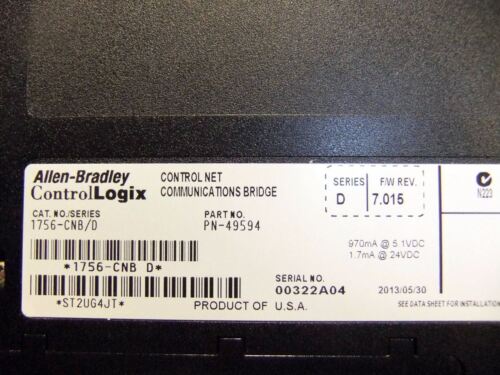 Allen-Bradley
ControlLogix
CONTROL NET
COMMUNICATIONS BRIDGE
SERIES
D
F/W REV.
7.015
N223
CAT. NO./SERIES
1756-CNB/D
PART NO.
PN-49594
970mA @ 5.1VDC
1.7mA @ 24VDC
*1756-CNB D*
SERIAL NO.
00322A04
2013/05/30
*ST2UG4JT*
PRODUCT OF U.S.A.
SEE DATA SHEET FOR INSTALLATION